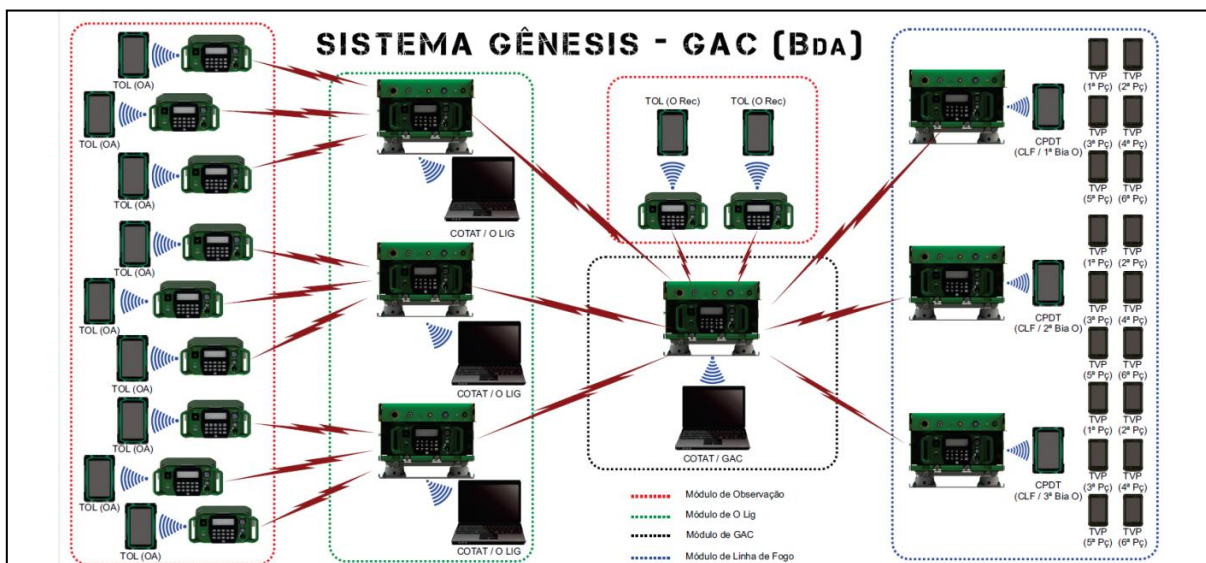 SISTEMA GÊNESIS - GAC (BDA)
TOL (OA)
TOL (OA)
TOL (OA)
TOL (OA)
TOL (OA)
TOL (OA)
TOL (OA)
TOL (OA)
TOL (OA)
COTAT / O LIG
COTAT / O LIG
COTAT / O LIG
TOL (O Rec)
TOL (O Rec)
COTAT / GAC
Módulo de Observação
Módulo de O Lig
Módulo de GAC
Módulo de Linha de Fogo
CPDT
(CLF / 1ª Bia O)
CPDT
(CLF / 2ª Bia O)
CPDT
(CLF / 3ª Bia O)
TVP
(1ª Pç)
TVP
(2ª Pç)
TVP
(3ª Pç)
TVP
(4ª Pç)
TVP
(5ª Pç)
TVP
(6ª Pç)
TVP
(1ª Pç)
TVP
(2ª Pç)
TVP
(3ª Pç)
TVP
(4ª Pç)
TVP
(5ª Pç)
TVP
(6ª Pç)
TVP
(1ª Pç)
TVP
(2ª Pç)
TVP
(3ª Pç)
TVP
(4ª Pç)
TVP
(5ª Pç)
TVP
(6ª Pç)